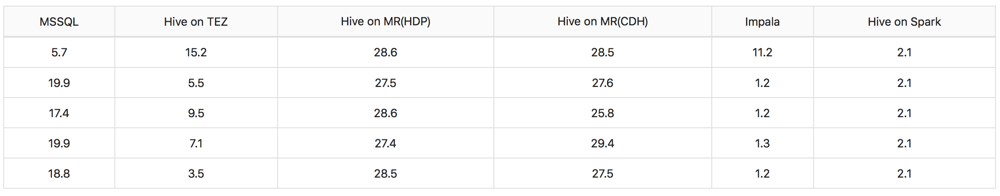 MSSQL Hive on TEZ Hive on MR(HDP) Hive on MR(CDH) Impala Hive on Spark
5.7 15.2 28.6 28.5 11.2 2.1
19.9 5.5 27.5 27.6 1.2 2.1
17.4 9.5 28.6 25.8 1.2 2.1
19.9 7.1 27.4 29.4 1.3 2.1
18.8 3.5 28.5 27.5 1.2 2.1